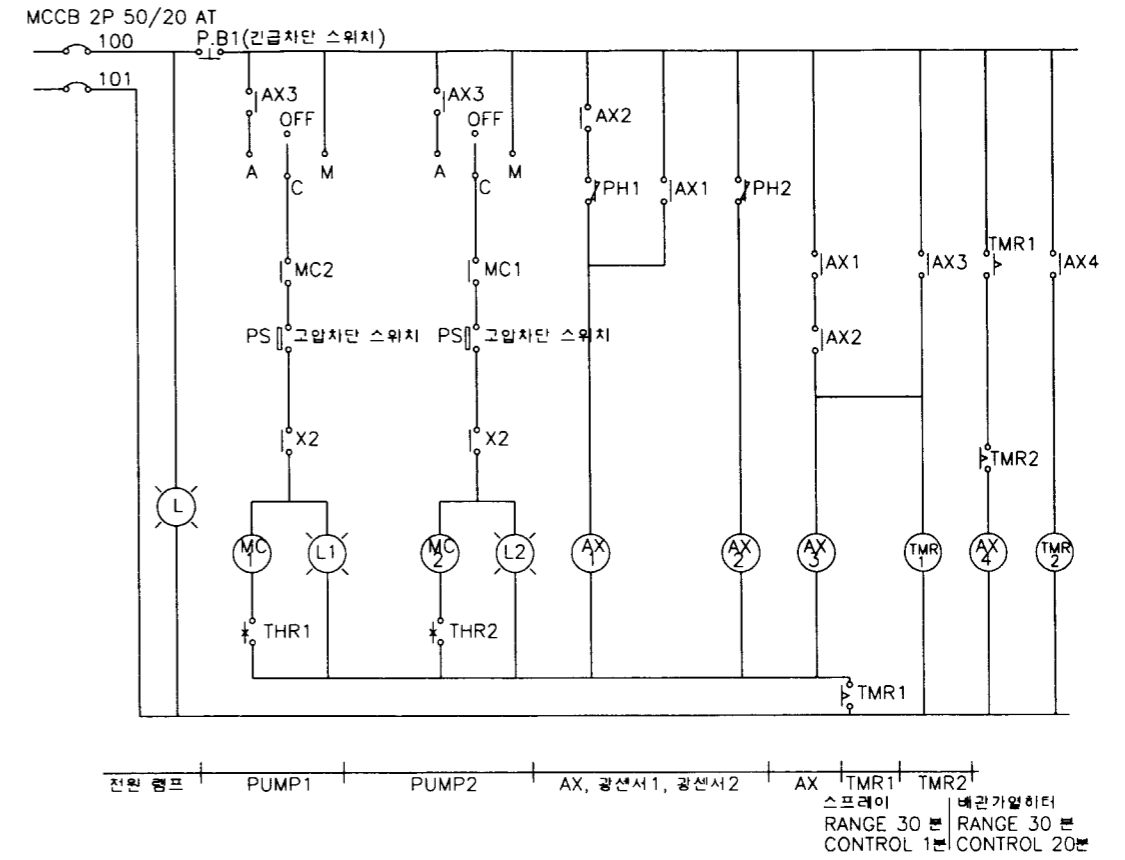 MCCB 2P 50/20 AT
100
P.B1(긴급차단 스위치)
101
AX3
OFF
A
M
C
AX3
OFF
A
M
C
AX2
PH1
AX1
PH2
MC2
MC1
AX1
AX3
TMR1
AX4
PS
고압차단 스위치
PS
고압차단 스위치
AX2
X2
X2
TMR2
L
MC 1
L1
MC 2
L2
AX 1
AX 2
AX 3
TMR 1
AX 4
TMR 2
THR1
THR2
TMR1
전원 램프
PUMP1
PUMP2
AX, 광센서1, 광센서2
AX
TMR1
TMR2
스프레이
배관가열히터
RANGE 30 분
RANGE 30 분
CONTROL 1분
CONTROL 20분